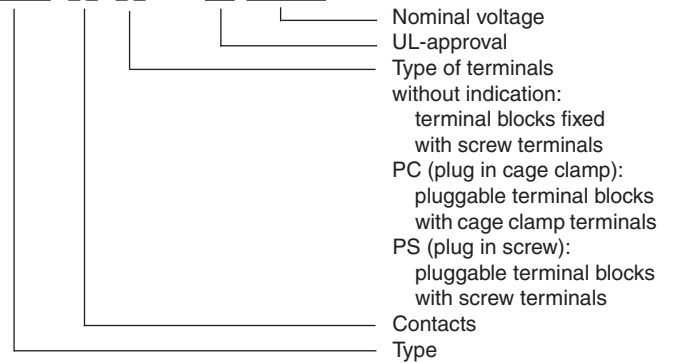 Nominal voltage
UL-approval
Type of terminals
without indication:
terminal blocks fixed
with screw terminals
PC (plug in cage clamp):
pluggable terminal blocks
with cage clamp terminals
PS (plug in screw):
pluggable terminal blocks
with screw terminals
Contacts
Type